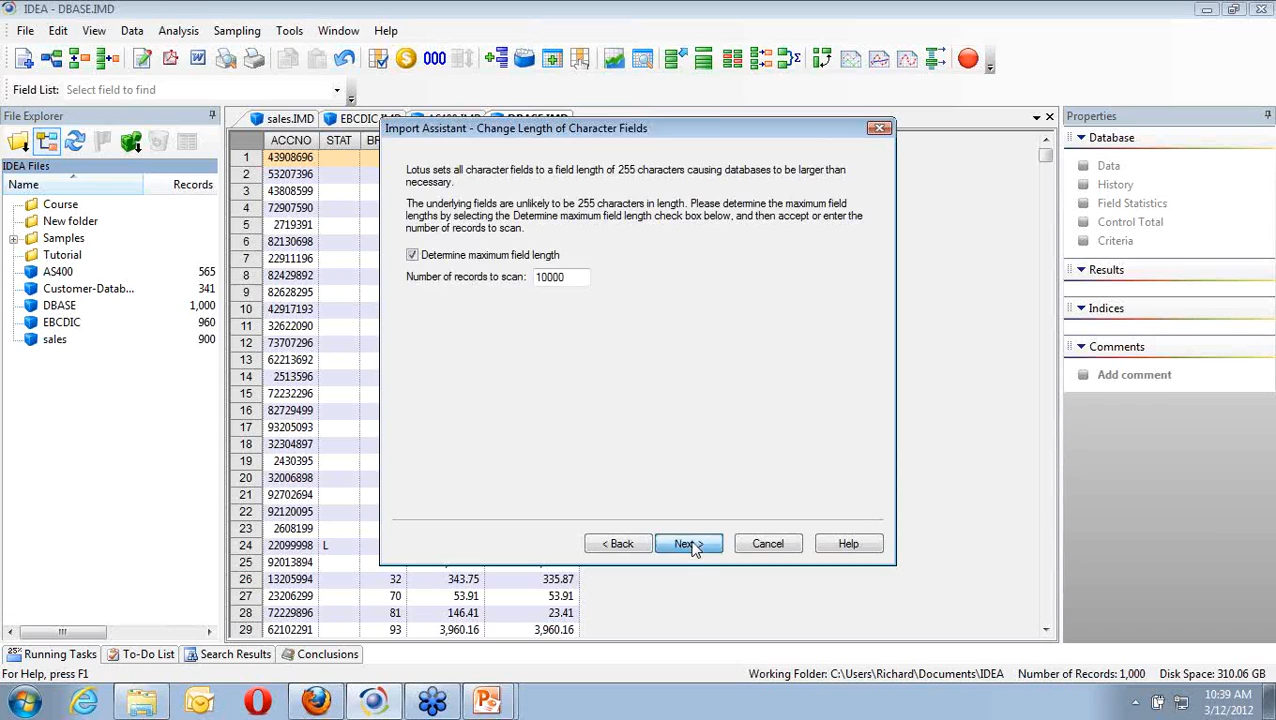 IDEA - DBASE.IMD
File Edit View Data Analysis Sampling Tools Window Help
Field List: Select field to find
File Explorer
IDEA Files
Name Records
Course
New folder
Samples
Tutorial
AS400 565
Customer-Datab... 341
DBASE 1,000
EBCDIC 960
sales 900
sales.IMD EBCDIC.IMD AS400.IMD DBASE.IMD
ACCNO STAT
1 43908696
2 53207396
3 43808599
4 72907590
5 2719391
6 82130698
7 22911196
8 82429892
9 82628295
10 42917193
11 32622090
12 73707296
13 62213692
14 2513596
15 72232296
16 82729499
17 93205093
18 32304897
19 2430395
20 32006898
21 92702694
22 92120095
23 2608199
24 22099998 L
25 92013894
26 13205994 32 343.75 335.87
27 23206299 70 53.91 53.91
28 72229896 81 146.41 23.41
29 62102291 93 3,960.16 3,960.16
Import Assistant - Change Length of Character Fields
Lotus sets all character fields to a field length of 255 characters causing databases to be larger than
necessary.
The underlying fields are unlikely to be 255 characters in length. Please determine the maximum field
lengths by selecting the Determine maximum field length check box below, and then accept or enter the
number of records to scan.
Determine maximum field length
Number of records to scan: 10000
< Back Next > Cancel Help
Properties
Database
Data
History
Field Statistics
Control Total
Criteria
Results
Indices
Comments
Add comment
Running Tasks To-Do List Search Results Conclusions
For Help, press F1 Working Folder: C:\Users\Richard\Documents\IDEA Number of Records: 1,000 Disk Space: 310.06 GB
10:39 AM
3/12/2012